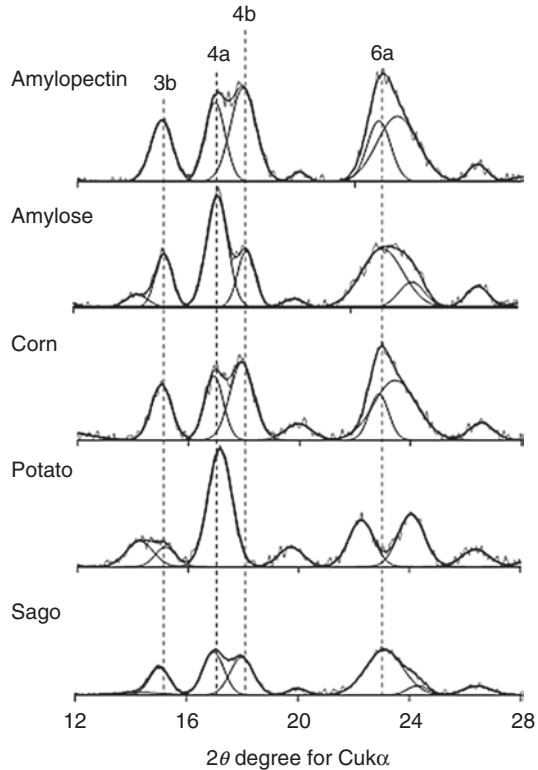 4b
4a
6a
3b
Amylopectin
Amylose
Corn
Potato
Sago
12 16 20 24 28
2θ degree for Cukα